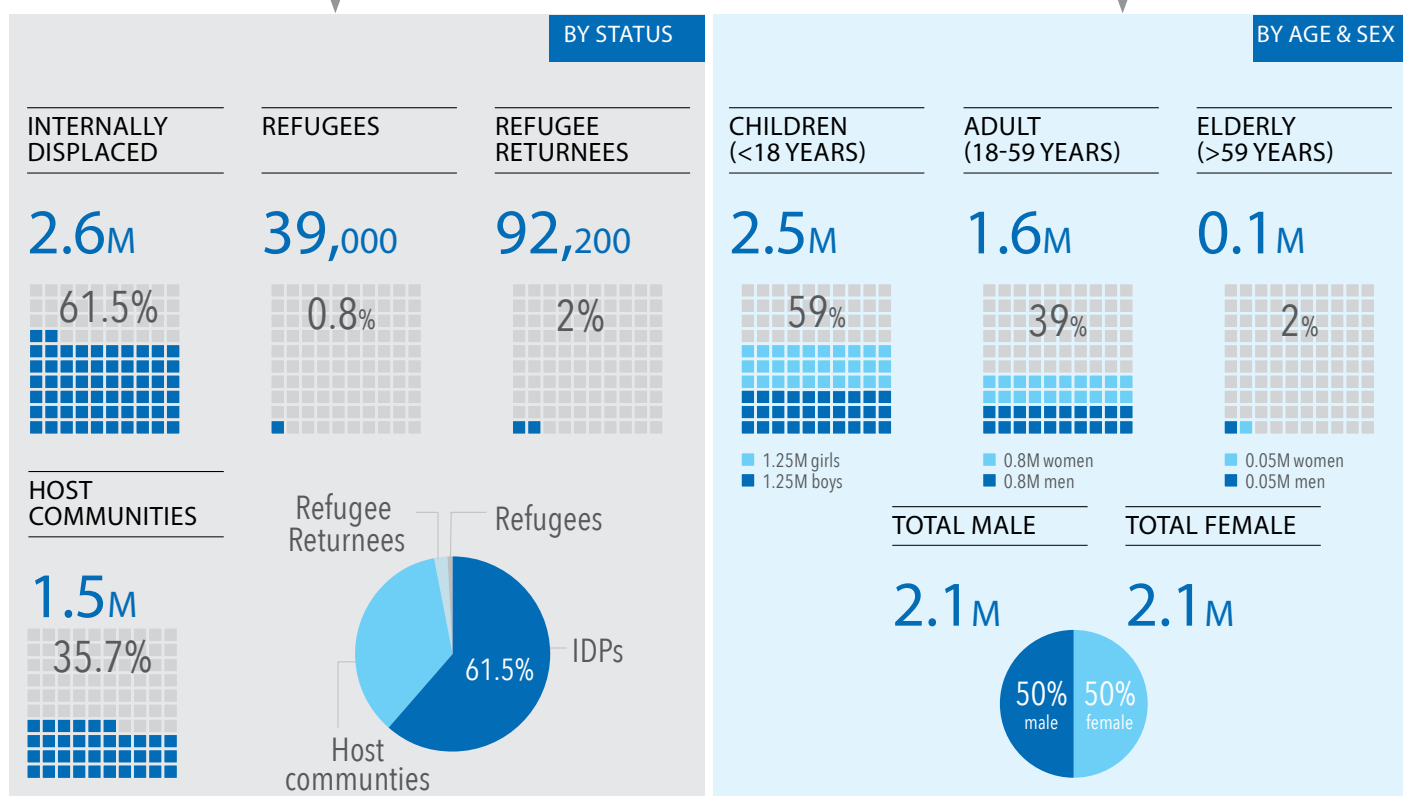 BY STATUS
INTERNALLY
DISPLACED
2.6M
61.5%
REFUGEES
39,000
0.8%
REFUGEE
RETURNEES
92,200
2%
HOST
COMMUNITIES
1.5M
35.7%
Refugee
Returnees
Refugees
IDPs
61.5%
Host
communties
BY AGE & SEX
CHILDREN
(<18 YEARS)
2.5M
59%
1.25M girls
1.25M boys
ADULT
(18-59 YEARS)
1.6M
39%
0.8M women
0.8M men
ELDERLY
(>59 YEARS)
0.1M
2%
0.05M women
0.05M men
TOTAL MALE
2.1M
TOTAL FEMALE
2.1M
50%
male
50%
female